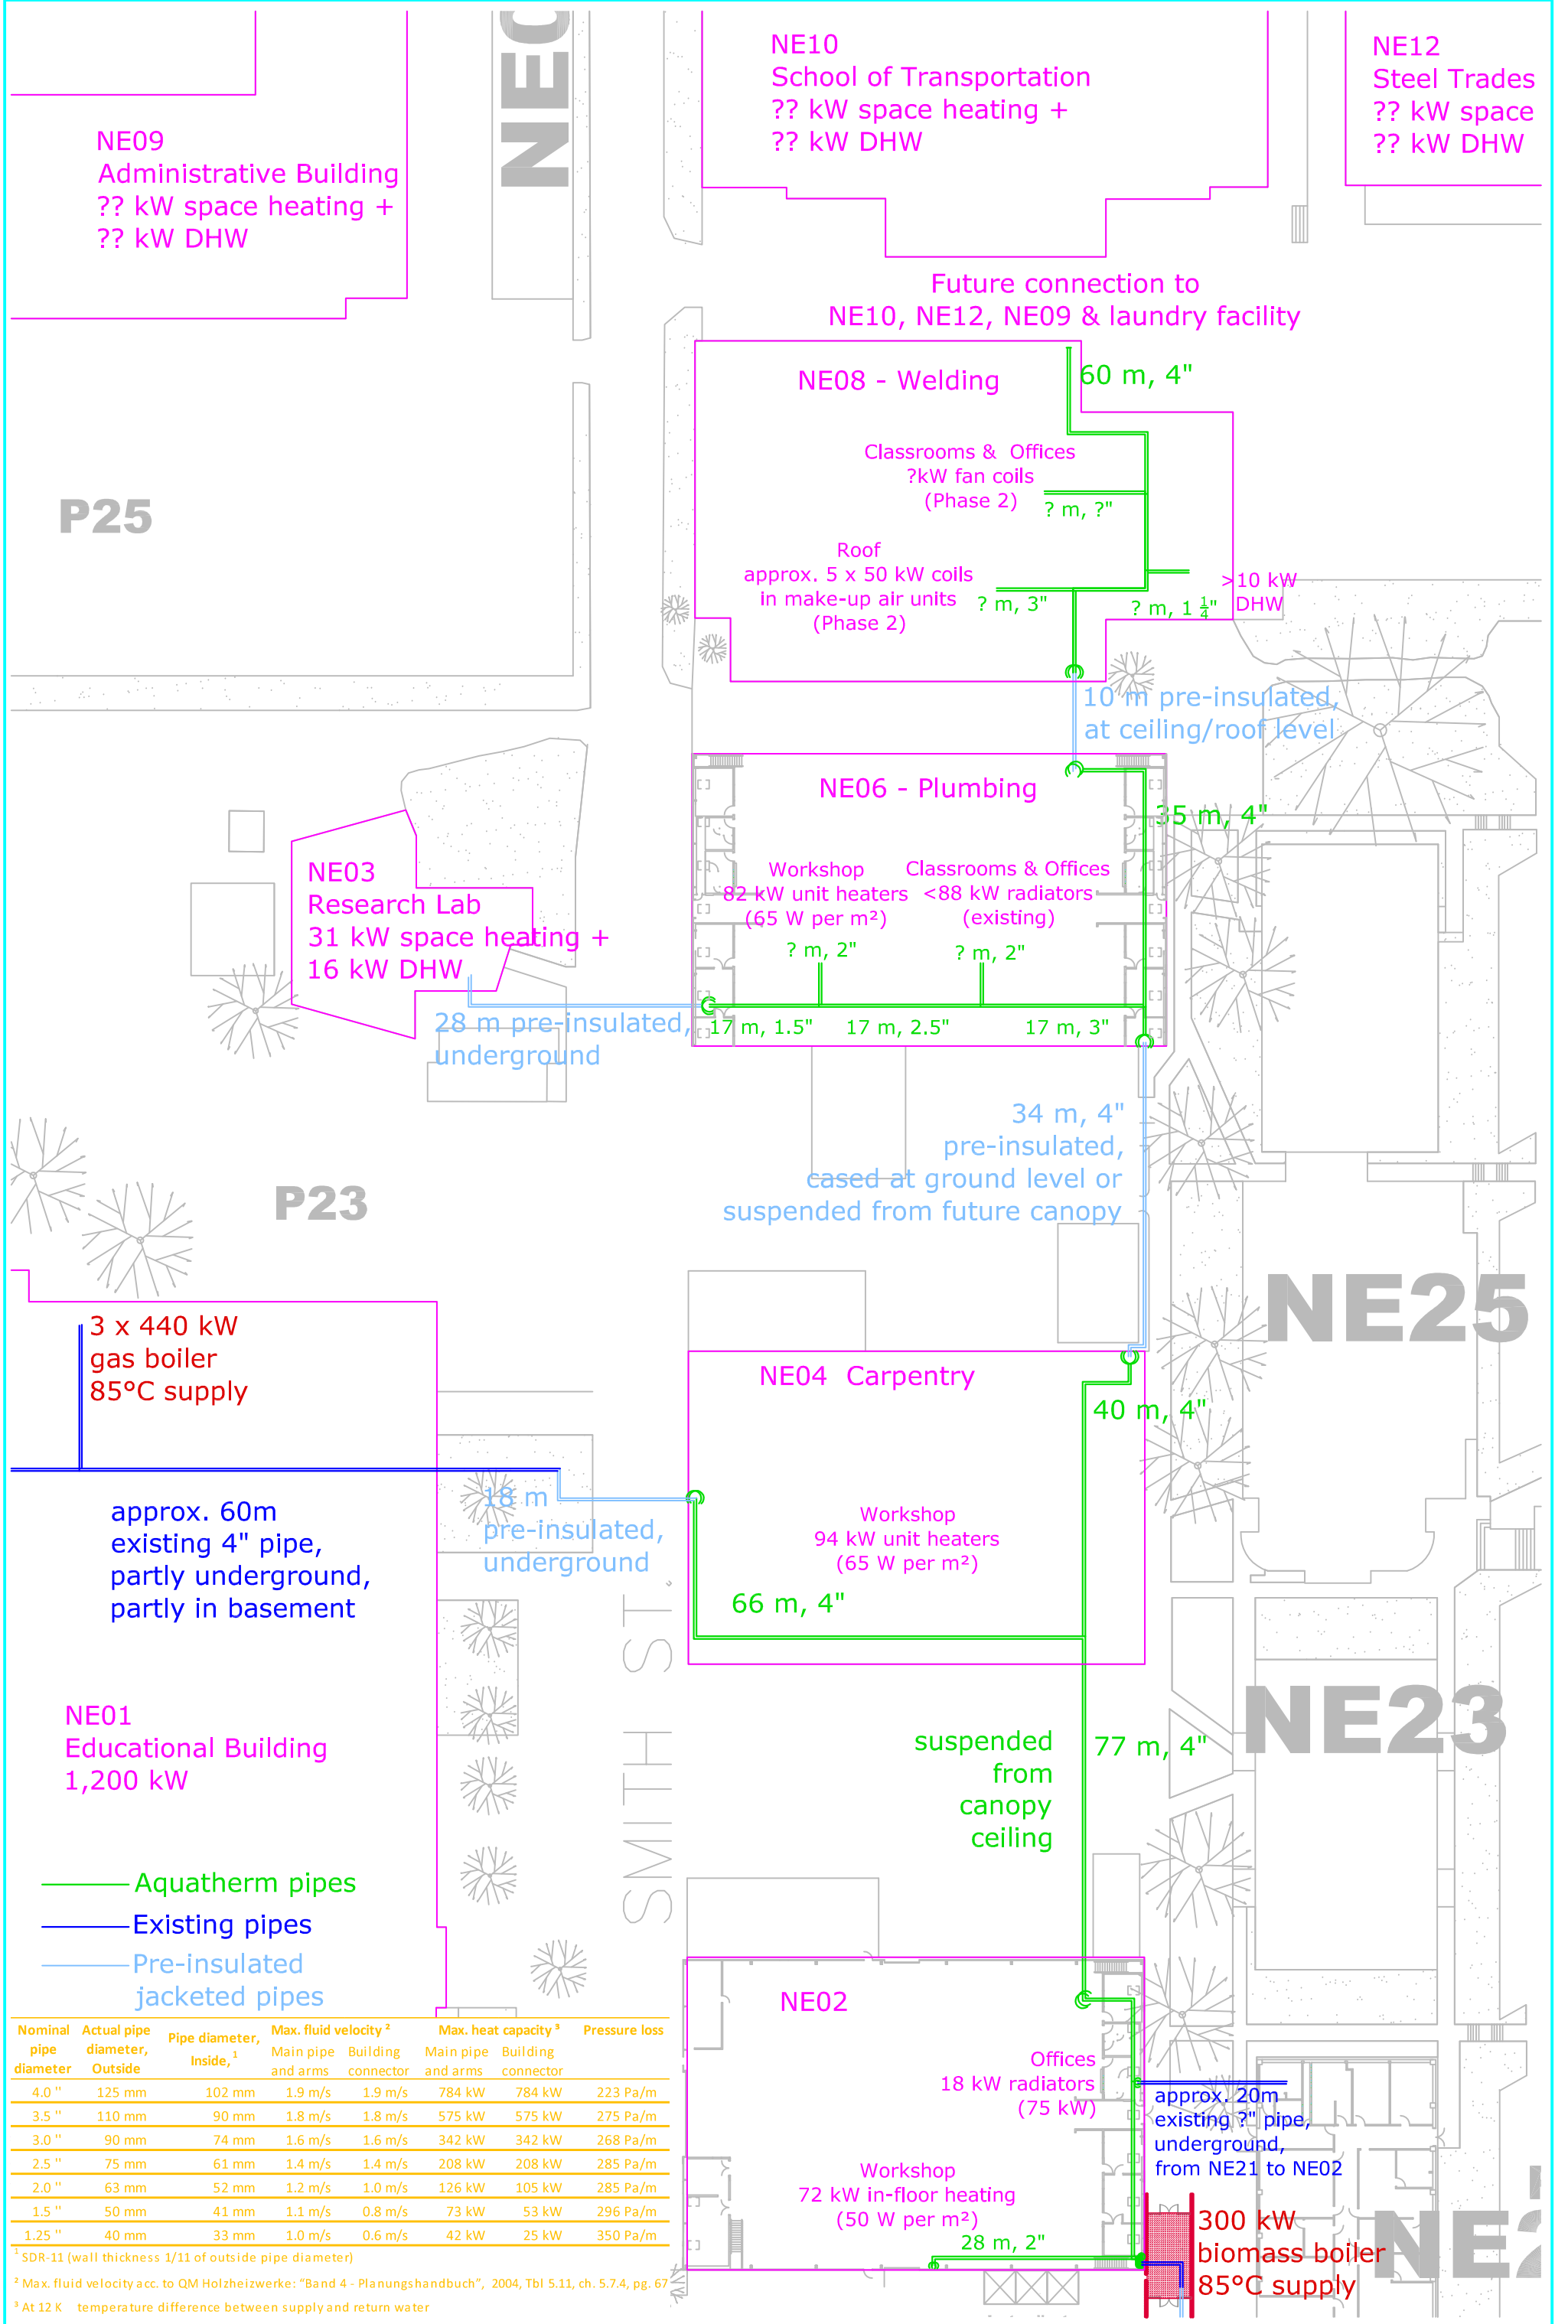 NE10
School of Transportation
?? kW space heating +
?? kW DHW
NE12
Steel Trades
?? kW space
?? kW DHW
NE09
Administrative Building
?? kW space heating +
?? kW DHW
Future connection to
NE10, NE12, NE09 & laundry facility
NE08 - Welding
60 m, 4"
Classrooms & Offices
?kW fan coils
(Phase 2)
? m, ?"
P25
Roof
approx. 5 x 50 kW coils
in make-up air units
(Phase 2)
? m, 3"
? m, 1 1/4"
>10 kW
DHW
10 m pre-insulated,
at ceiling/roof level
NE06 - Plumbing
35 m, 4"
Workshop
82 kW unit heaters
(65 W per m²)
Classrooms & Offices
<88 kW radiators
(existing)
? m, 2"
? m, 2"
NE03
Research Lab
31 kW space heating +
16 kW DHW
28 m pre-insulated,
underground
17 m, 1.5"
17 m, 2.5"
17 m, 3"
34 m, 4"
pre-insulated,
cased at ground level or
suspended from future canopy
P23
NE25
3 x 440 kW
gas boiler
85°C supply
NE04 Carpentry
40 m, 4"
approx. 60m
existing 4" pipe,
partly underground,
partly in basement
18 m
pre-insulated,
underground
Workshop
94 kW unit heaters
(65 W per m²)
66 m, 4"
SMITH ST.
NE23
NE01
Educational Building
1,200 kW
suspended
from
canopy
ceiling
77 m, 4"
Aquatherm pipes
Existing pipes
Pre-insulated
jacketed pipes
NE02
Offices
18 kW radiators
(75 kW)
approx. 20m
existing ?" pipe,
underground,
from NE21 to NE02
Workshop
72 kW in-floor heating
(50 W per m²)
28 m, 2"
300 kW
biomass boiler
85°C supply
Nominal pipe diameter Actual pipe diameter, Outside Pipe diameter, Inside, 1 Max. fluid velocity ² Max. heat capacity ³ Pressure loss
Main pipe and arms Building connector Main pipe and arms Building connector
4.0 " 125 mm 102 mm 1.9 m/s 1.9 m/s 784 kW 784 kW 223 Pa/m
3.5 " 110 mm 90 mm 1.8 m/s 1.8 m/s 575 kW 575 kW 275 Pa/m
3.0 " 90 mm 74 mm 1.6 m/s 1.6 m/s 342 kW 342 kW 268 Pa/m
2.5 " 75 mm 61 mm 1.4 m/s 1.4 m/s 208 kW 208 kW 285 Pa/m
2.0 " 63 mm 52 mm 1.2 m/s 1.0 m/s 126 kW 105 kW 285 Pa/m
1.5 " 50 mm 41 mm 1.1 m/s 0.8 m/s 73 kW 53 kW 296 Pa/m
1.25 " 40 mm 33 mm 1.0 m/s 0.6 m/s 42 kW 25 kW 350 Pa/m
1 SDR-11 (wall thickness 1/11 of outside pipe diameter)
² Max. fluid velocity acc. to QM Holzheizwerke: "Band 4 - Planungshandbuch", 2004, Tbl 5.11, ch. 5.7.4, pg. 67
³ At 12 K temperature difference between supply and return water